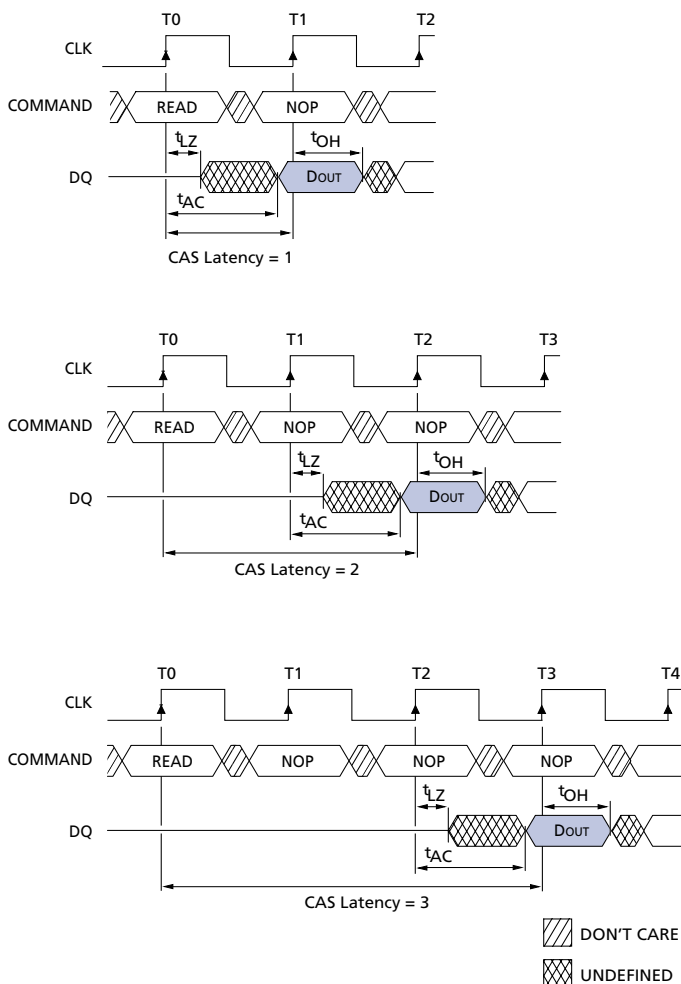 T0 T1 T2
CLK
COMMAND READ NOP
tLZ tOH
DQ DOUT
tAC
CAS Latency = 1
T0 T1 T2 T3
CLK
COMMAND READ NOP NOP
tLZ tOH
DQ DOUT
tAC
CAS Latency = 2
T0 T1 T2 T3 T4
CLK
COMMAND READ NOP NOP NOP
tLZ tOH
DQ DOUT
tAC
CAS Latency = 3
DON'T CARE
UNDEFINED